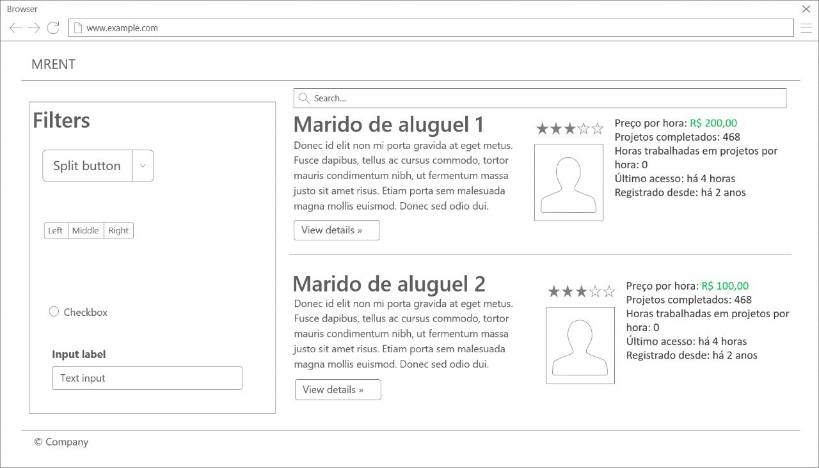 Browser
www.example.com
MRENT
Search...
Filters
Split button
Left Middle Right
Checkbox
Input label
Text input
Marido de aluguel 1
Donec id elit non mi porta gravida at eget metus.
Fusce dapibus, tellus ac cursus commodo, tortor
mauris condimentum nibh, ut fermentum massa
justo sit amet risus. Etiam porta sem malesuada
magna mollis euismod. Donec sed odio dui.
View details »
Preço por hora: R$ 200,00
Projetos completados: 468
Horas trabalhadas em projetos por
hora: 0
Último acesso: há 4 horas
Registrado desde: há 2 anos
Marido de aluguel 2
Donec id elit non mi porta gravida at eget metus.
Fusce dapibus, tellus ac cursus commodo, tortor
mauris condimentum nibh, ut fermentum massa
justo sit amet risus. Etiam porta sem malesuada
magna mollis euismod. Donec sed odio dui.
View details »
Preço por hora: R$ 100,00
Projetos completados: 468
Horas trabalhadas em projetos por
hora: 0
Último acesso: há 4 horas
Registrado desde: há 2 anos
© Company